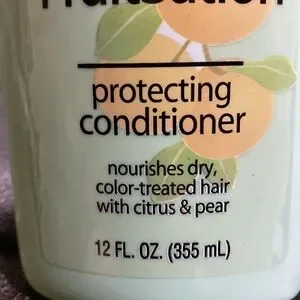 protecting
conditioner
nourishes dry,
color-treated hair
with citrus & pear
12 FL. OZ. (355 mL)